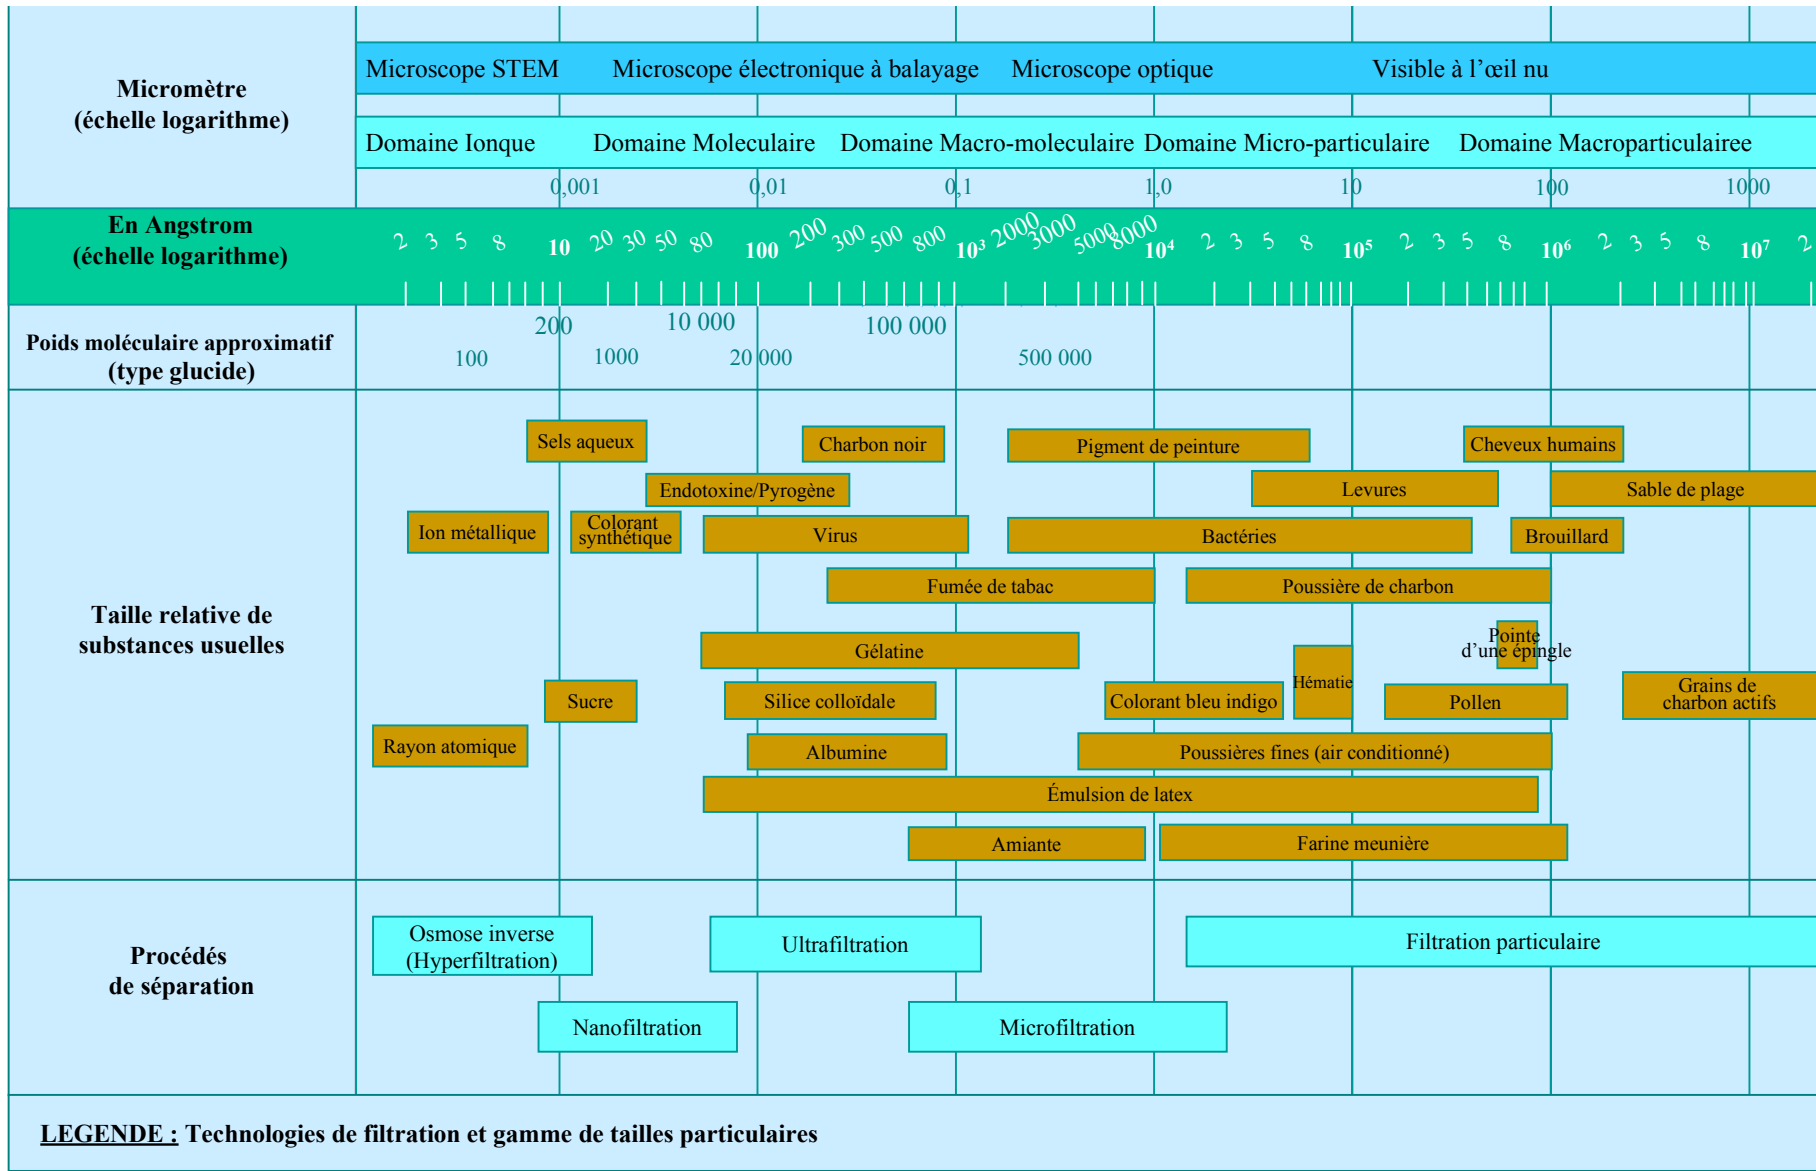 Micromètre
(échelle logarithme)
Microscope STEM Microscope électronique à balayage Microscope optique Visible à l’œil nu
Domaine Ionque Domaine Moleculaire Domaine Macro-moleculaire Domaine Micro-particulaire Domaine Macroparticulairee
0,001 0,01 0,1 1,0 10 100 1000
En Angstrom
(échelle logarithme)
2 3 5 8 10 20 30 50 80 100 200 300 500 800 10³ 2000 3000 5000 8000 10⁴ 2 3 5 8 10⁵ 2 3 5 8 10⁶ 2 3 5 8 10⁷ 2
Poids moléculaire approximatif
(type glucide)
200 10 000 100 000
100 1000 20 000 500 000
Taille relative de
substances usuelles
Sels aqueux Charbon noir Pigment de peinture Cheveux humains
Endotoxine/Pyrogène Levures Sable de plage
Ion métallique Colorant
synthétique Virus Bactéries Brouillard
Fumée de tabac Poussière de charbon
Gélatine Pointe
d’une épingle
Hématie
Sucre Silice colloïdale Colorant bleu indigo Pollen Grains de
charbon actifs
Rayon atomique Albumine Poussières fines (air conditionné)
Émulsion de latex
Amiante Farine meunière
Procédés
de séparation
Osmose inverse
(Hyperfiltration)
Ultrafiltration Filtration particulaire
Nanofiltration Microfiltration
LEGENDE : Technologies de filtration et gamme de tailles particulaires